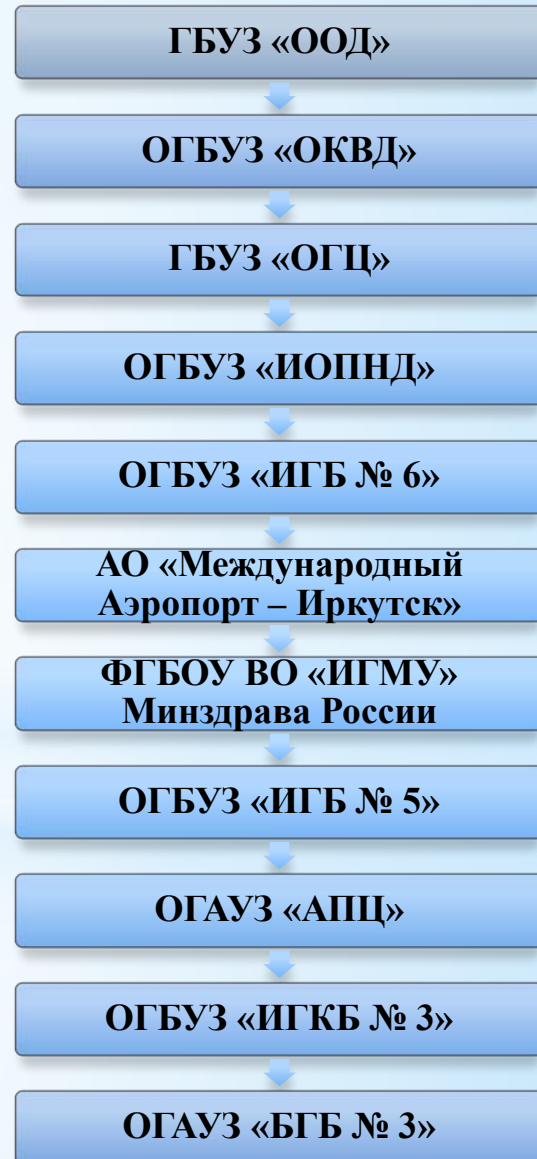 ГБУЗ «ООД»
ОГБУЗ «ОКВД»
ГБУЗ «ОГЦ»
ОГБУЗ «ИОПНД»
ОГБУЗ «ИГБ № 6»
АО «Международный
Аэропорт – Иркутск»
ФГБОУ ВО «ИГМУ»
Минздрава России
ОГБУЗ «ИГБ № 5»
ОГАУЗ «АПЦ»
ОГБУЗ «ИГКБ № 3»
ОГАУЗ «БГБ № 3»